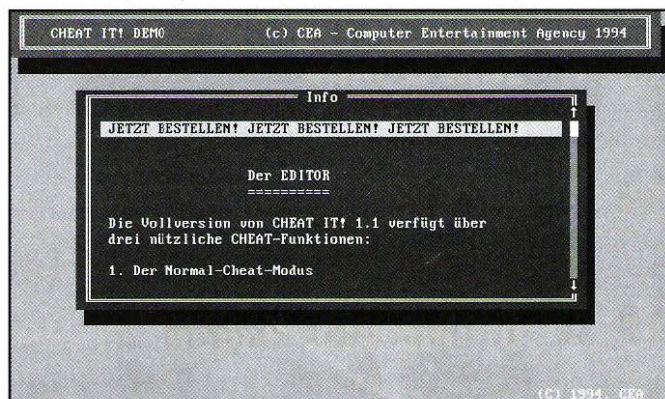 CHEAT IT! DEMO (c) CEA - Computer Entertainment Agency 1994
Info
JETZT BESTELLEN! JETZT BESTELLEN! JETZT BESTELLEN!
Der EDITOR
==========
Die Vollversion von CHEAT IT! 1.1 verfügt über
drei nützliche CHEAT-Funktionen:
1. Der Normal-Cheat-Modus
(C) 1994, CEA